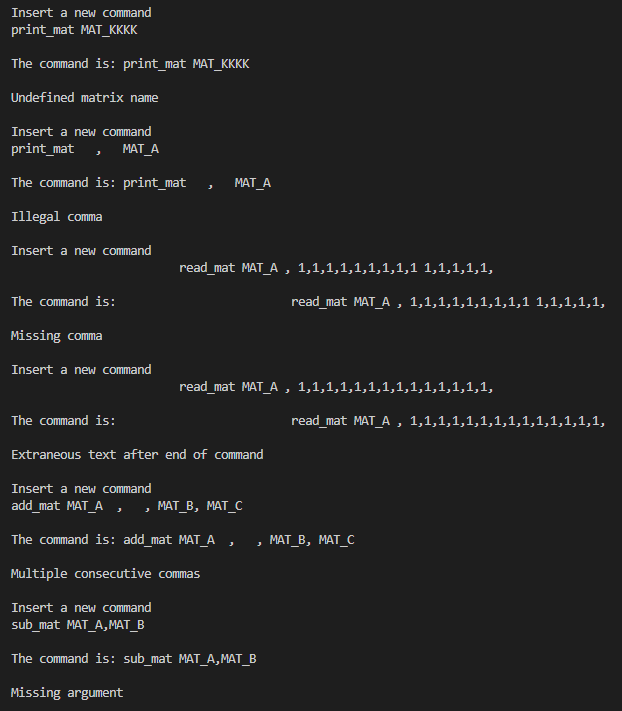 Insert a new command
print_mat MAT_KKKK
The command is: print_mat MAT_KKKK
Undefined matrix name
Insert a new command
print_mat   ,   MAT_A
The command is: print_mat   ,   MAT_A
Illegal comma
Insert a new command
                        read_mat MAT_A , 1,1,1,1,1,1,1,1,1 1,1,1,1,1,
The command is:                         read_mat MAT_A , 1,1,1,1,1,1,1,1,1 1,1,1,1,1,
Missing comma
Insert a new command
                        read_mat MAT_A , 1,1,1,1,1,1,1,1,1,1,1,1,1,1,
The command is:                         read_mat MAT_A , 1,1,1,1,1,1,1,1,1,1,1,1,1,1,
Extraneous text after end of command
Insert a new command
add_mat MAT_A  ,   , MAT_B, MAT_C
The command is: add_mat MAT_A  ,   , MAT_B, MAT_C
Multiple consecutive commas
Insert a new command
sub_mat MAT_A,MAT_B
The command is: sub_mat MAT_A,MAT_B
Missing argument